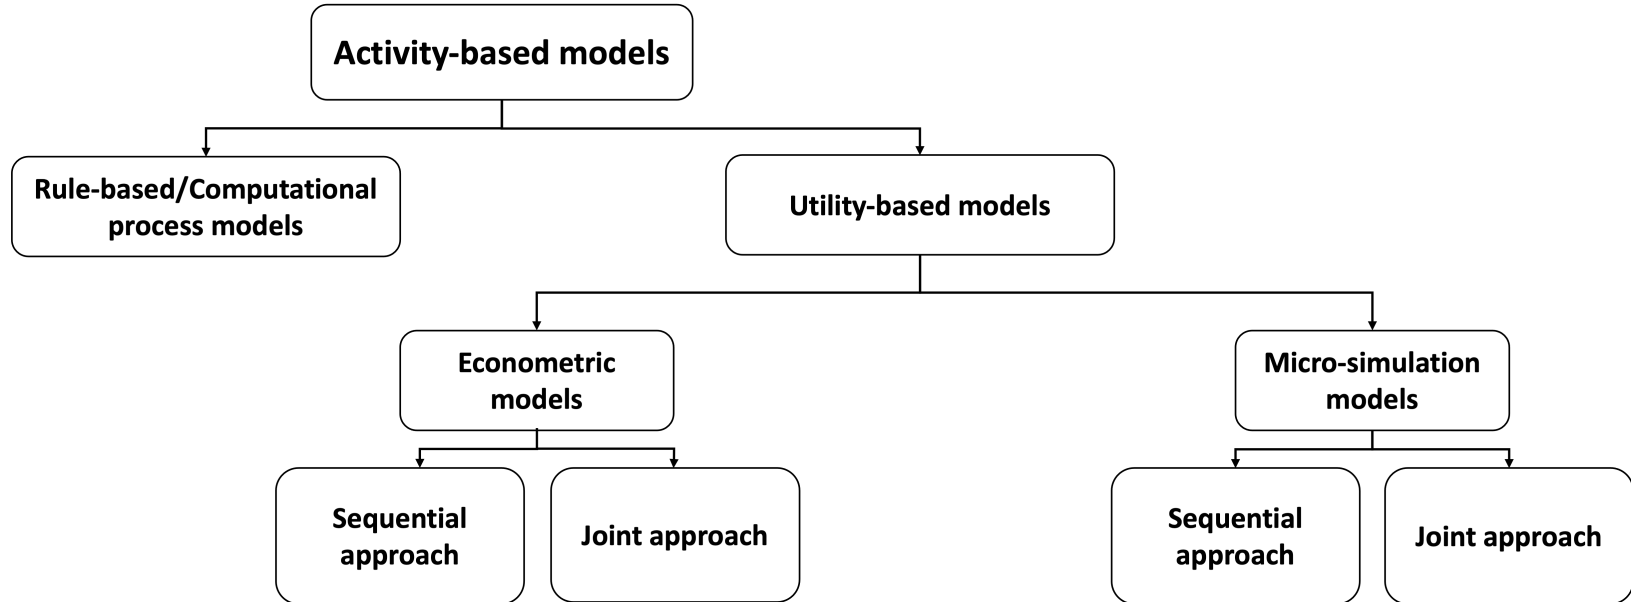 Activity-based models
Rule-based/Computational
process models
Utility-based models
Econometric
models
Micro-simulation
models
Sequential
approach
Joint approach
Sequential
approach
Joint approach